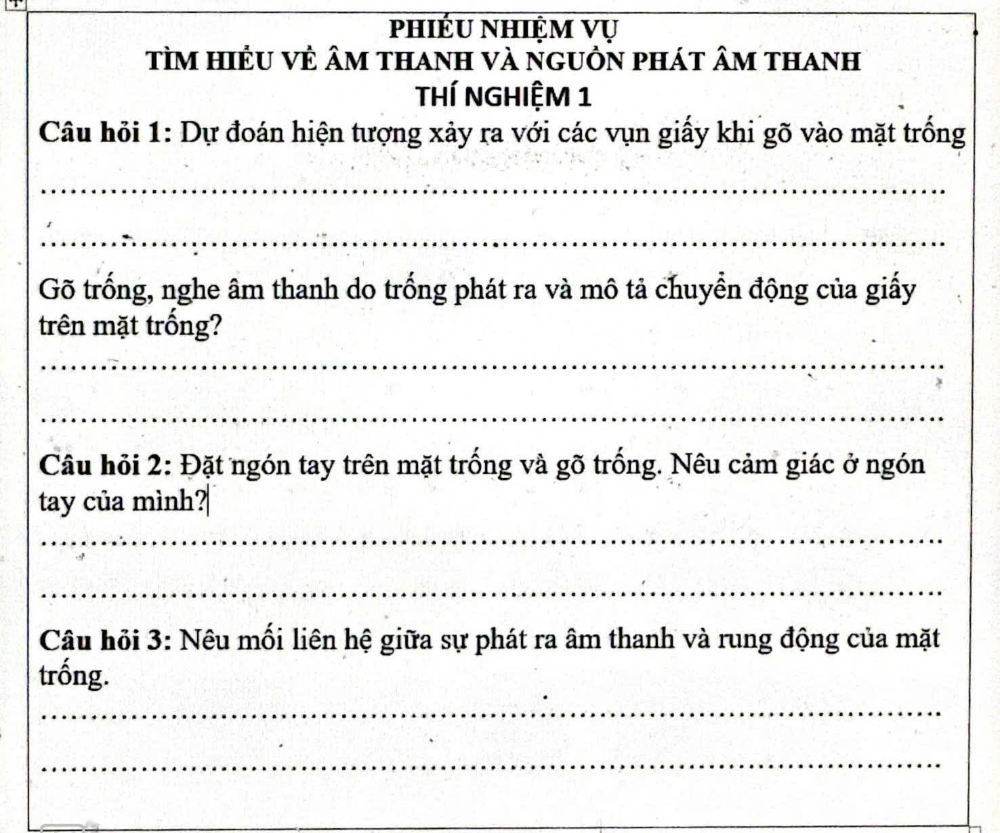 PHIẾU NHIỆM VỤ
TÌM HIỂU VỀ ÂM THANH VÀ NGUỒN PHÁT ÂM THANH
THÍ NGHIỆM 1
Câu hỏi 1: Dự đoán hiện tượng xảy ra với các vụn giấy khi gõ vào mặt trống
..........................................................................................
..........................................................................................
Gõ trống, nghe âm thanh do trống phát ra và mô tả chuyển động của giấy
trên mặt trống?
..........................................................................................
..........................................................................................
Câu hỏi 2: Đặt ngón tay trên mặt trống và gõ trống. Nêu cảm giác ở ngón
tay của mình?
..........................................................................................
..........................................................................................
Câu hỏi 3: Nêu mối liên hệ giữa sự phát ra âm thanh và rung động của mặt
trống.
..........................................................................................
..........................................................................................